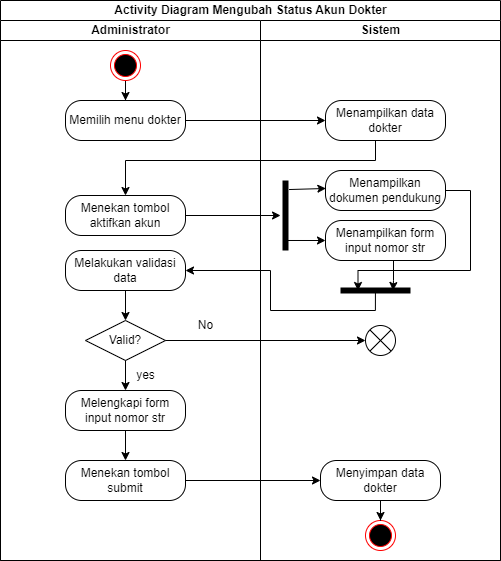 Activity Diagram Mengubah Status Akun Dokter
Administrator
Sistem
Memilih menu dokter
Menampilkan data
dokter
Menekan tombol
aktifkan akun
Menampilkan
dokumen pendukung
Menampilkan form
input nomor str
Melakukan validasi
data
Valid?
No
yes
Melengkapi form
input nomor str
Menekan tombol
submit
Menyimpan data
dokter